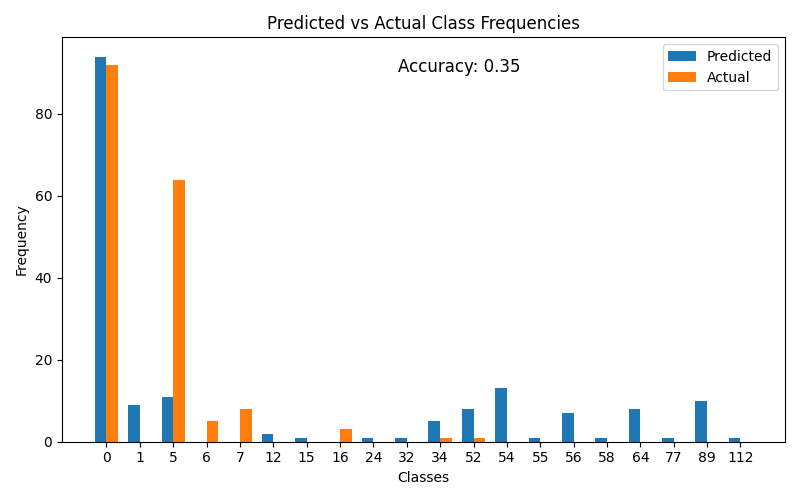 Predicted vs Actual Class Frequencies
Accuracy: 0.35
Predicted
Actual
Frequency
80
60
40
20
0
0 1 5 6 7 12 15 16 24 32 34 52 54 55 56 58 64 77 89 112
Classes